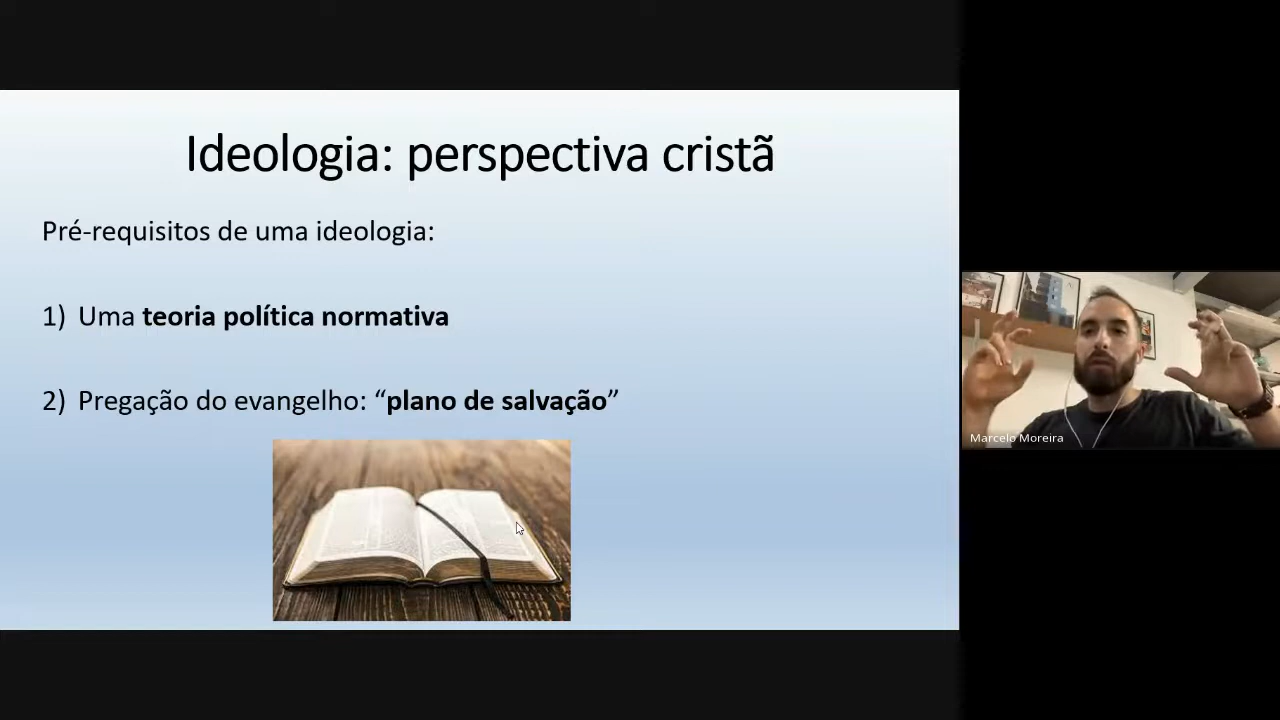 Ideologia: perspectiva cristã
Pré-requisitos de uma ideologia:
1) Uma teoria política normativa
2) Pregação do evangelho: “plano de salvação”
Marcelo Moreira